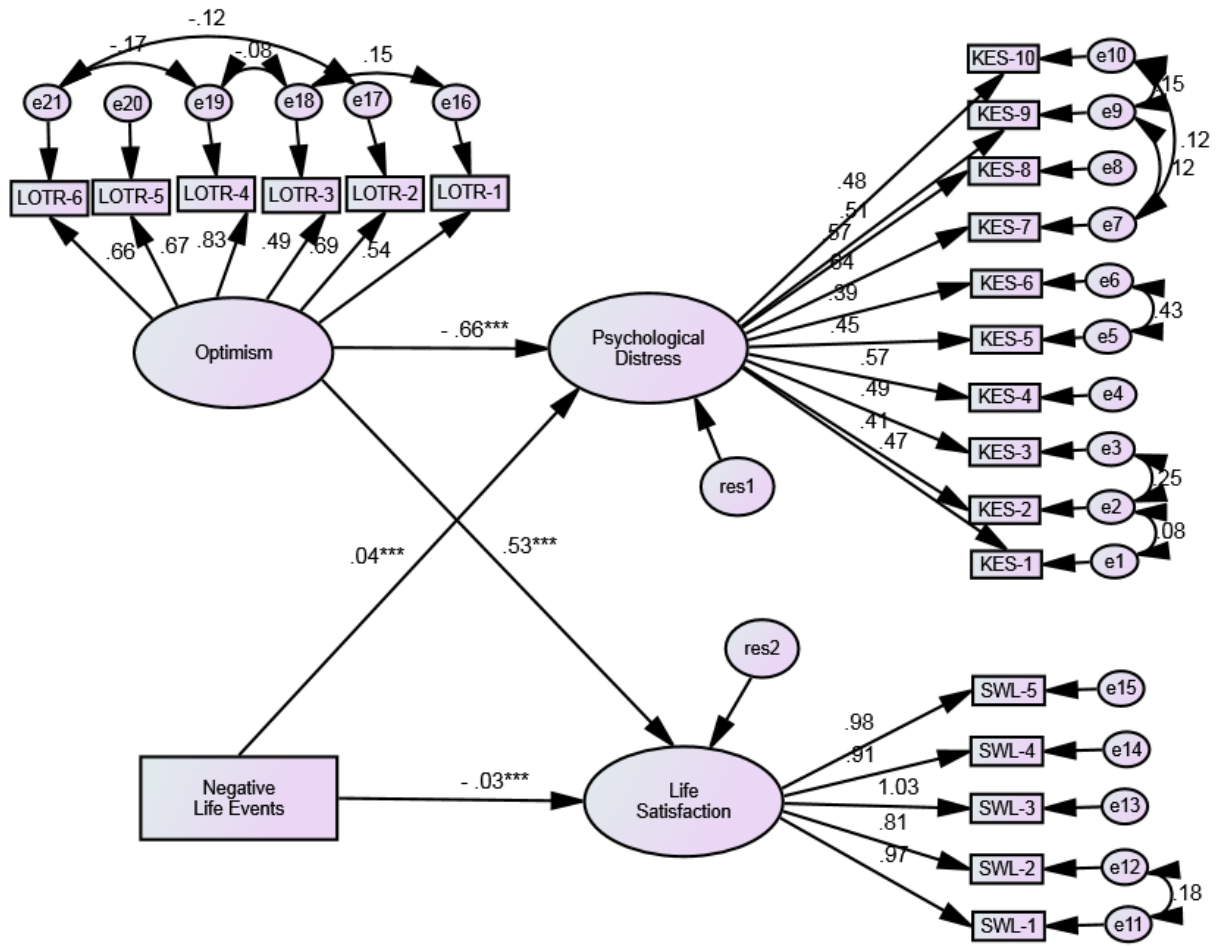 -.12
-.17
-.08
.15
e21
e20
e19
e18
e17
e16
LOTR-6
LOTR-5
LOTR-4
LOTR-3
LOTR-2
LOTR-1
.66
.67
.83
.49
.69
.54
Optimism
- .66***
Psychological
Distress
res1
.04***
.53***
Negative
Life Events
- .03***
res2
Life
Satisfaction
KES-10
e10
.15
KES-9
e9
.12
KES-8
e8
.12
KES-7
e7
KES-6
e6
.43
KES-5
e5
KES-4
e4
KES-3
e3
.25
KES-2
e2
.08
KES-1
e1
.48
.51
.57
.64
.39
.45
.57
.49
.41
.47
SWL-5
e15
SWL-4
e14
SWL-3
e13
SWL-2
e12
.18
SWL-1
e11
.98
.91
1.03
.81
.97